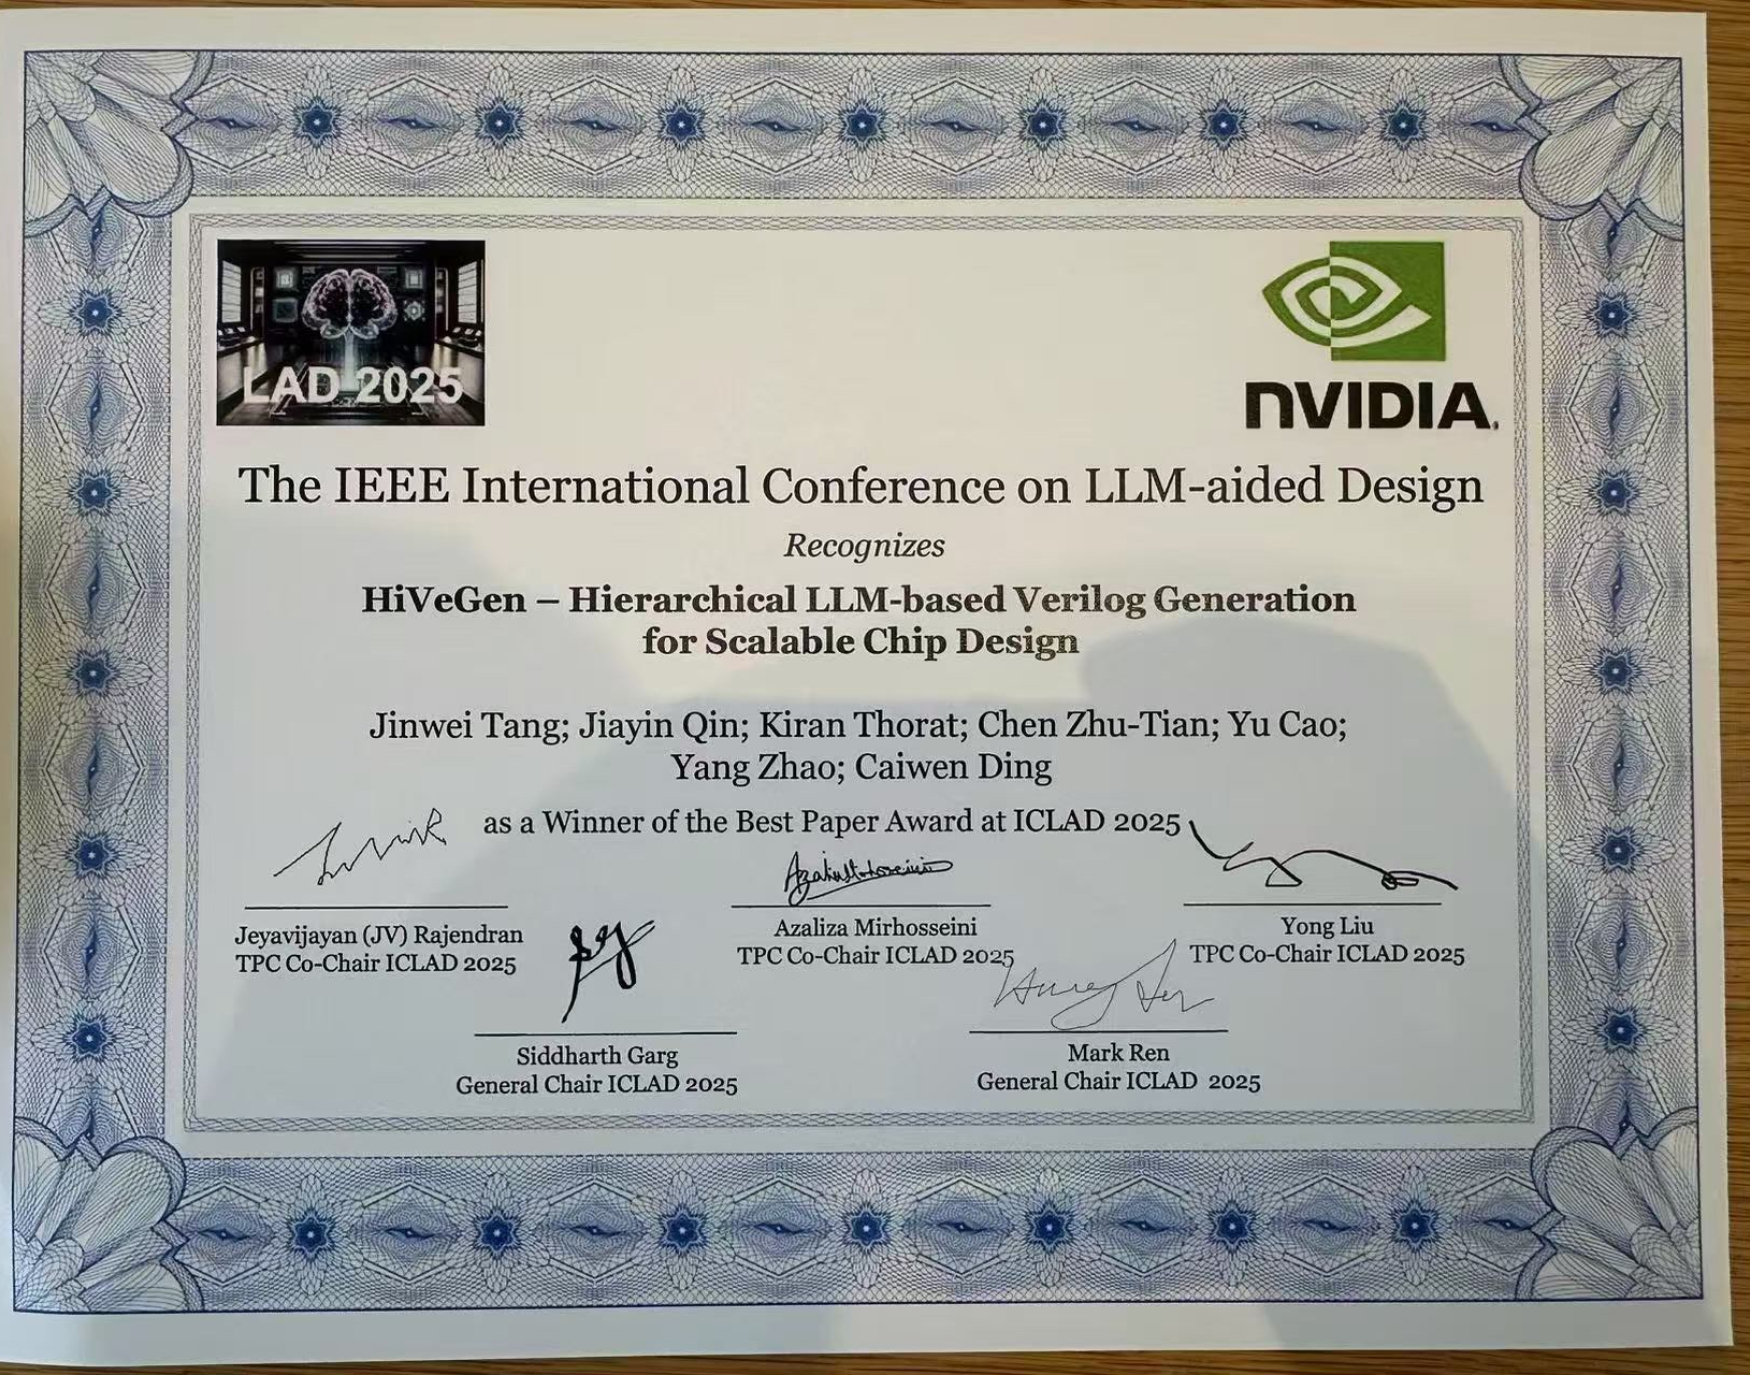 LAD 2025
NVIDIA.
The IEEE International Conference on LLM-aided Design
Recognizes
HiVeGen – Hierarchical LLM-based Verilog Generation
for Scalable Chip Design
Jinwei Tang; Jiayin Qin; Kiran Thorat; Chen Zhu-Tian; Yu Cao;
Yang Zhao; Caiwen Ding
as a Winner of the Best Paper Award at ICLAD 2025
Jeyavijayan (JV) Rajendran
TPC Co-Chair ICLAD 2025
Azaliza Mirhosseini
TPC Co-Chair ICLAD 2025
Yong Liu
TPC Co-Chair ICLAD 2025
Siddharth Garg
General Chair ICLAD 2025
Mark Ren
General Chair ICLAD 2025